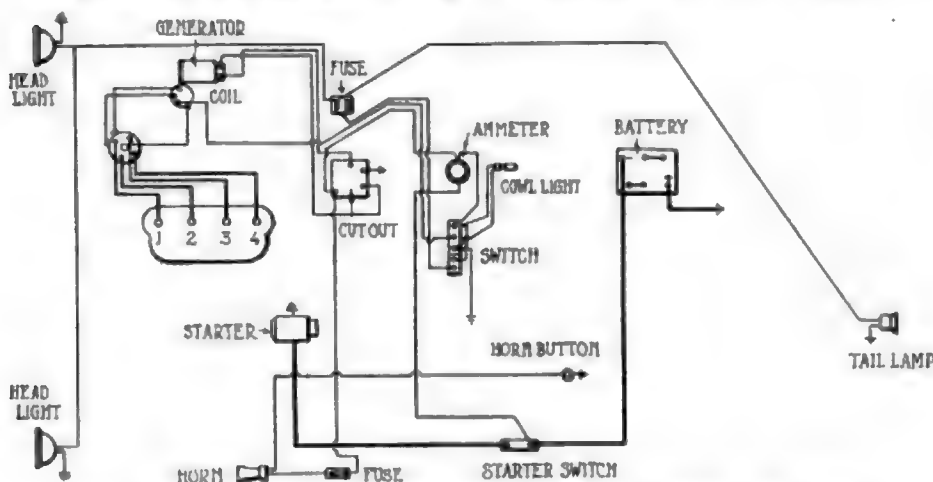 GENERATOR
HEAD
LIGHT
COIL
FUSE
AMMETER
BATTERY
COWL LIGHT
CUTOUT
1 2 3 4
SWITCH
STARTER
HORN BUTTON
TAIL LAMP
HEAD
LIGHT
HORN
FUSE
STARTER SWITCH